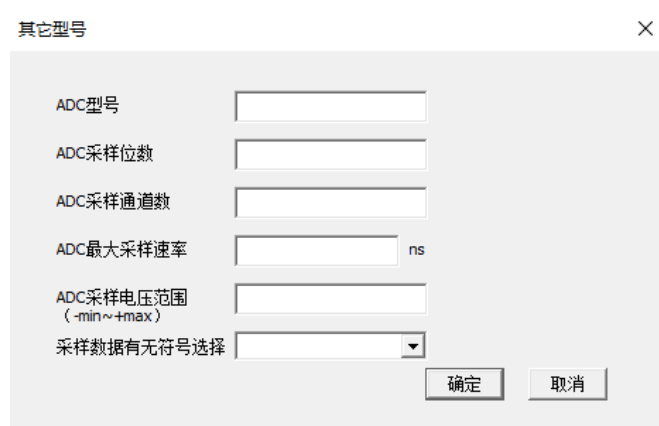 其它型号
ADC型号
ADC采样位数
ADC采样通道数
ADC最大采样速率 ns
ADC采样电压范围
（-min~+max）
采样数据有无符号选择
确定 取消